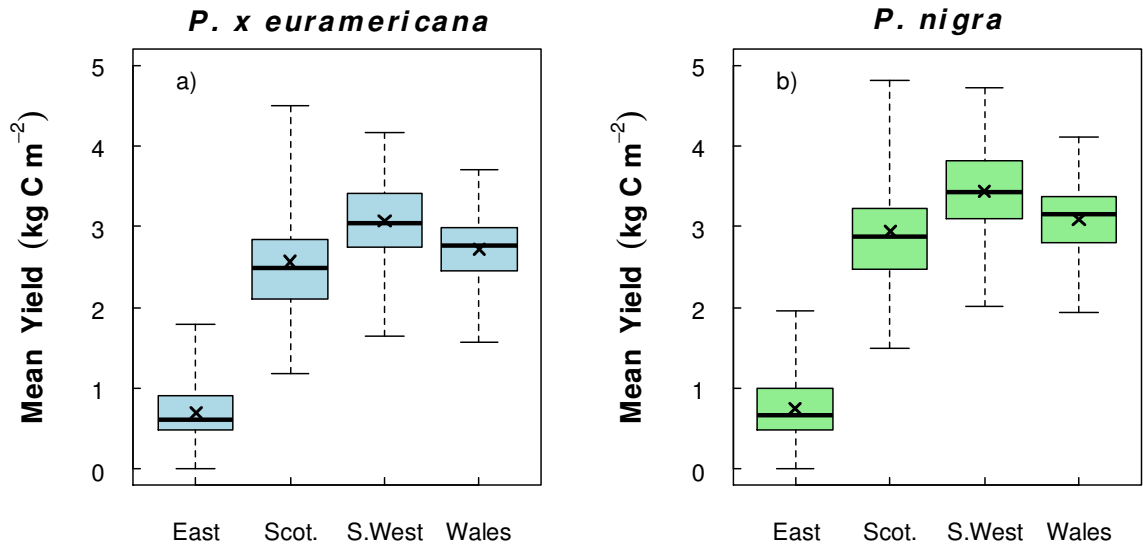 P. x euramericana
a)
Mean Yield (kg C m⁻²)
5
4
3
2
1
0
East Scot. S.West Wales
P. nigra
b)
Mean Yield (kg C m⁻²)
5
4
3
2
1
0
East Scot. S.West Wales